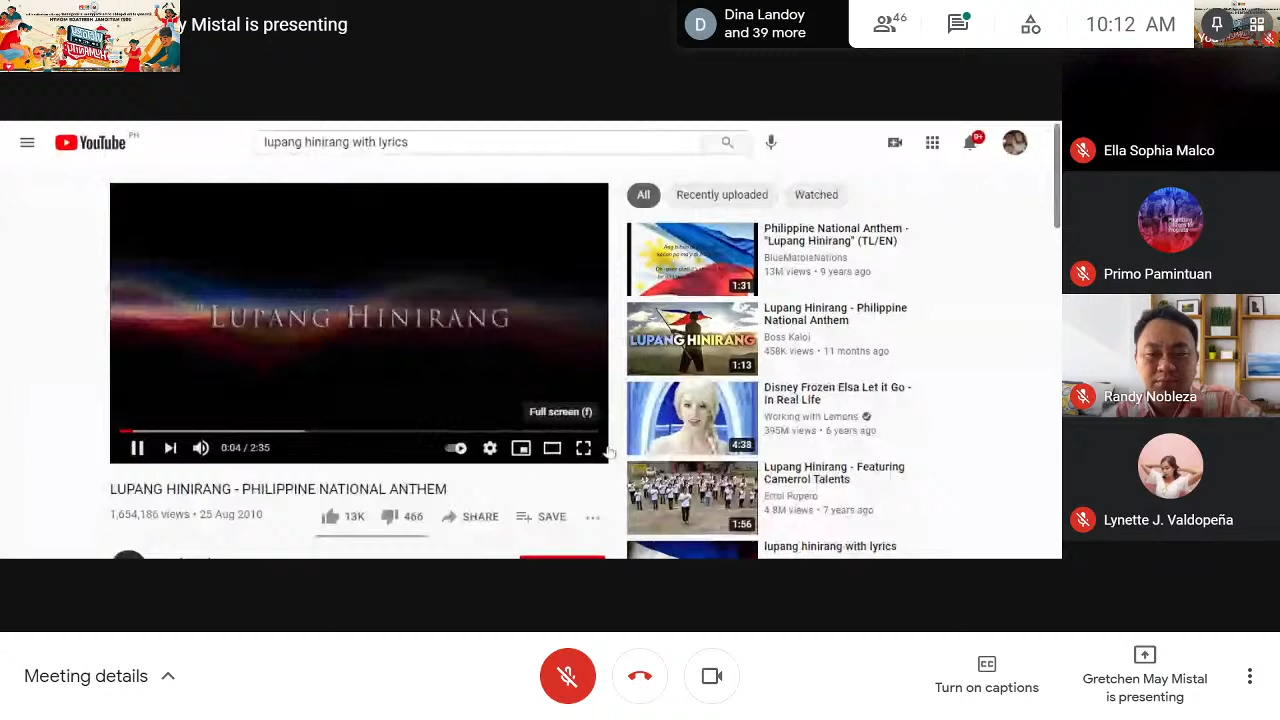 y Mistal is presenting
D
Dina Landoy
and 39 more
46
10:12 AM
YouTube PH
lupang hinirang with lyrics
9+
All
Recently uploaded
Watched
"LUPANG HINIRANG
Full screen (f)
0:04 / 2:35
LUPANG HINIRANG - PHILIPPINE NATIONAL ANTHEM
1,654,186 views • 25 Aug 2010
13K
466
SHARE
SAVE
Philippine National Anthem -
"Lupang Hinirang" (TL/EN)
BlueMarbleNations
13M views • 9 years ago
1:31
Lupang Hinirang - Philippine
National Anthem
Boss Kaloi
458K views • 11 months ago
LUPANG HINIRANG
1:13
Disney Frozen Elsa Let it Go -
In Real Life
Working with Lemons
395M views • 6 years ago
4:38
Lupang Hinirang - Featuring
Camerrol Talents
Errol Rupero
4.8M views • 7 years ago
1:56
lupang hinirang with lyrics
Ella Sophia Malco
Primo Pamintuan
Randy Nobleza
Lynette J. Valdopeña
Meeting details
Turn on captions
Gretchen May Mistal
is presenting